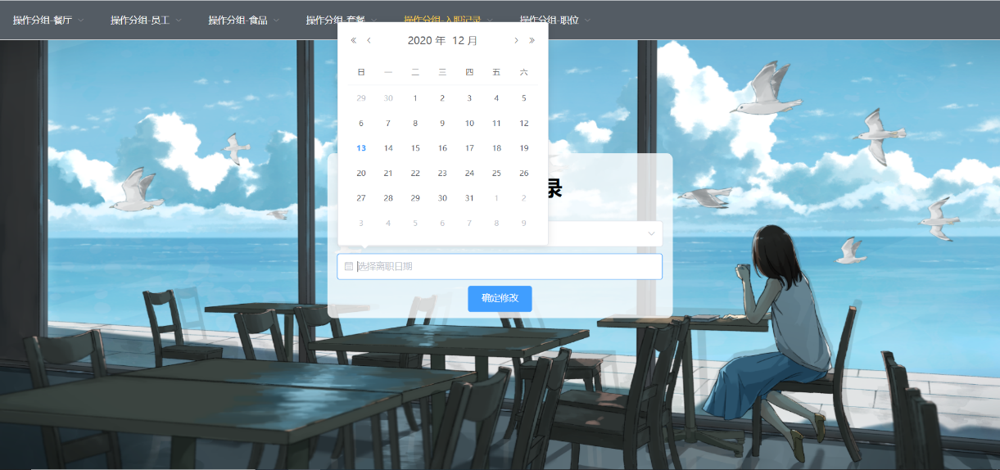 操作分组-餐厅 操作分组-员工 操作分组-食品 操作分组-套餐 操作分组-入职记录 操作分组-职位
2020 年 12 月
日 一 二 三 四 五 六
29 30 1 2 3 4 5
6 7 8 9 10 11 12
13 14 15 16 17 18 19
20 21 22 23 24 25 26
27 28 29 30 31 1 2
3 4 5 6 7 8 9
录
选择离职日期
确定修改